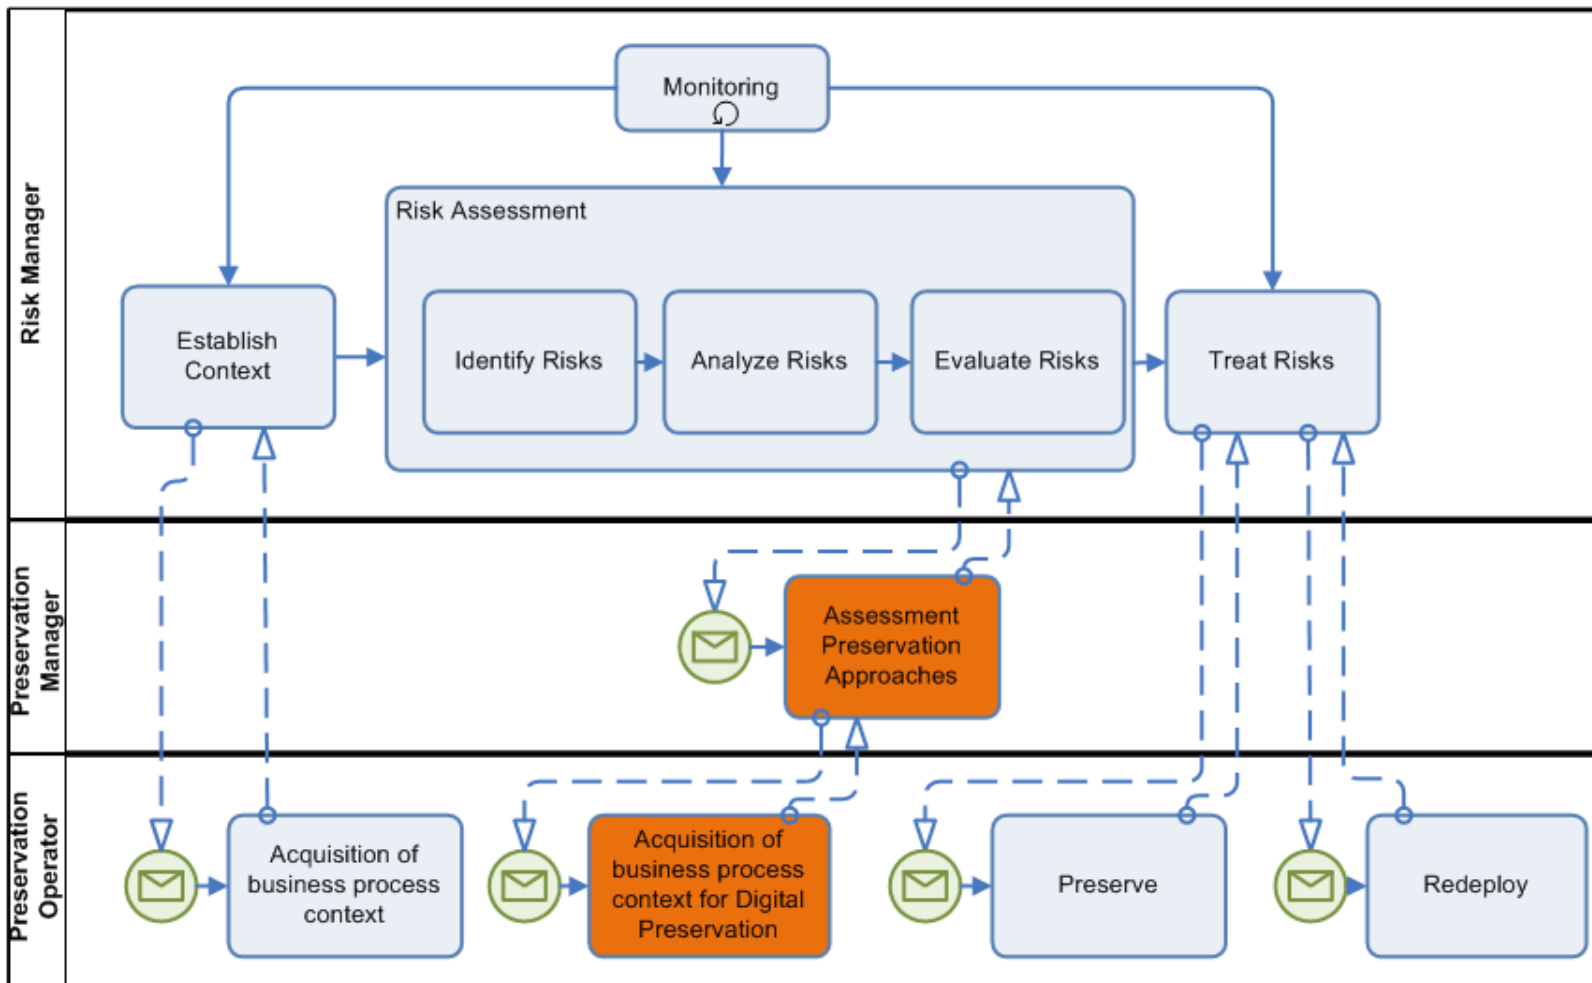 Risk Manager
Monitoring
Risk Assessment
Establish
Context
Identify Risks
Analyze Risks
Evaluate Risks
Treat Risks
Preservation
Manager
Assessment
Preservation
Approaches
Preservation
Operator
Acquisition of
business process
context
Acquisition of
business process
context for Digital
Preservation
Preserve
Redeploy